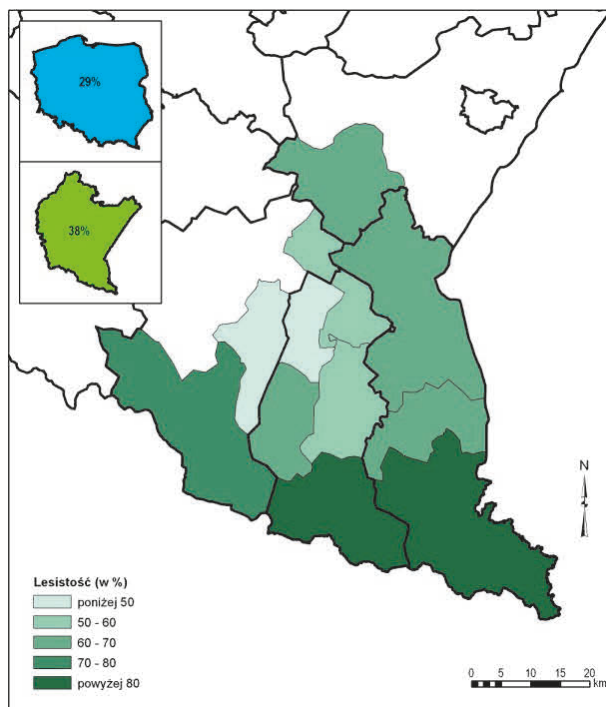 29%
38%
N
Lesistość (w %)
poniżej 50
50 - 60
60 - 70
70 - 80
powyżej 80
0 5 10 15 20
km